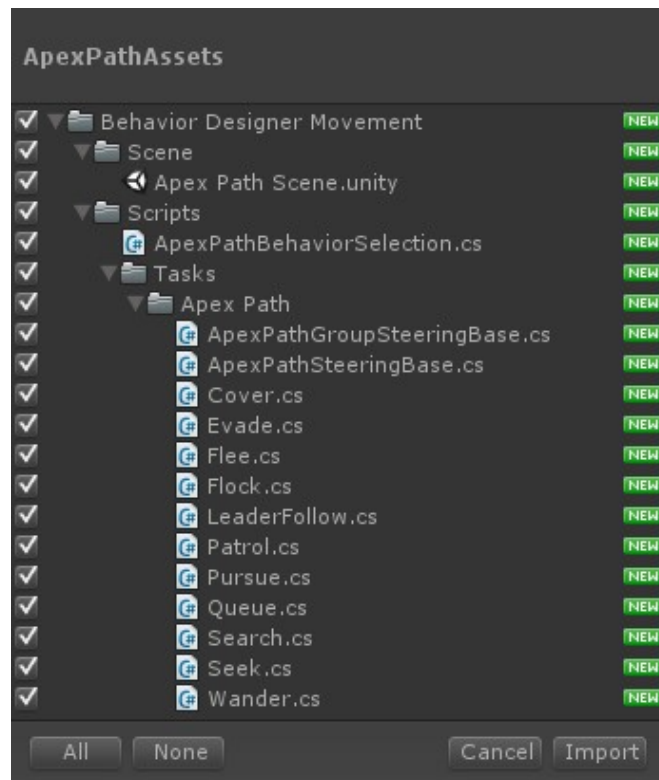 ApexPathAssets
Behavior Designer Movement NEW
Scene NEW
Apex Path Scene.unity NEW
Scripts NEW
C# ApexPathBehaviorSelection.cs NEW
Tasks NEW
Apex Path NEW
C# ApexPathGroupSteeringBase.cs NEW
C# ApexPathSteeringBase.cs NEW
C# Cover.cs NEW
C# Evade.cs NEW
C# Flee.cs NEW
C# Flock.cs NEW
C# LeaderFollow.cs NEW
C# Patrol.cs NEW
C# Pursue.cs NEW
C# Queue.cs NEW
C# Search.cs NEW
C# Seek.cs NEW
C# Wander.cs NEW
All None Cancel Import